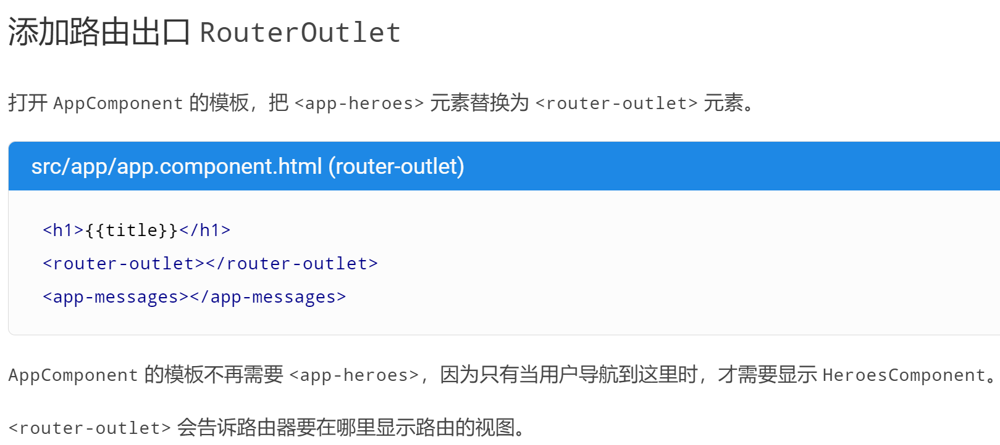 添加路由出口 RouterOutlet
打开 AppComponent 的模板，把 <app-heroes> 元素替换为 <router-outlet> 元素。
src/app/app.component.html (router-outlet)
<h1>{{title}}</h1>
<router-outlet></router-outlet>
<app-messages></app-messages>
AppComponent 的模板不再需要 <app-heroes>，因为只有当用户导航到这里时，才需要显示 HeroesComponent。
<router-outlet> 会告诉路由器要在哪里显示路由的视图。